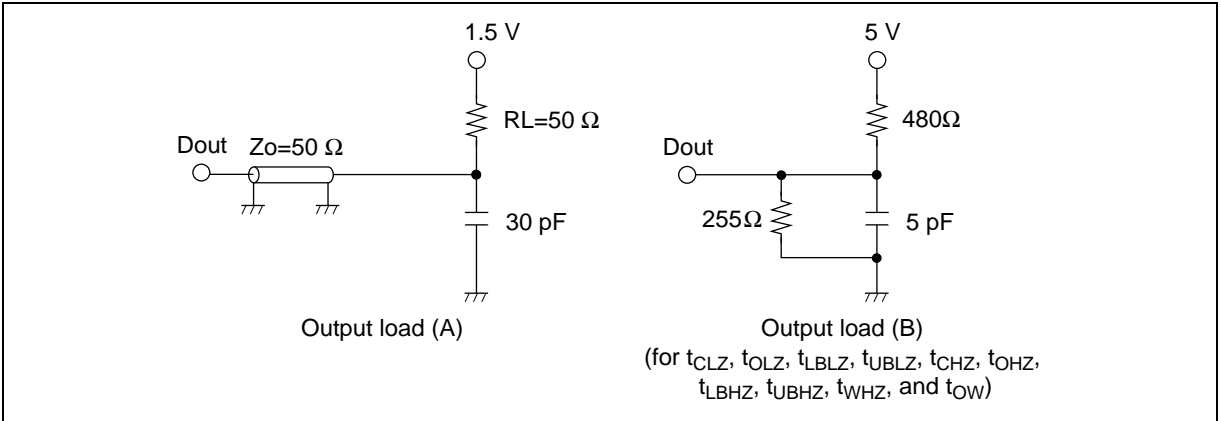 1.5 V
RL=50 Ω
Dout
Zo=50 Ω
30 pF
Output load (A)
5 V
480Ω
Dout
255Ω
5 pF
Output load (B)
(for tCLZ, tOLZ, tLBLZ, tUBLZ, tCHZ, tOHZ,
tLBHZ, tUBHZ, tWHZ, and tOW)